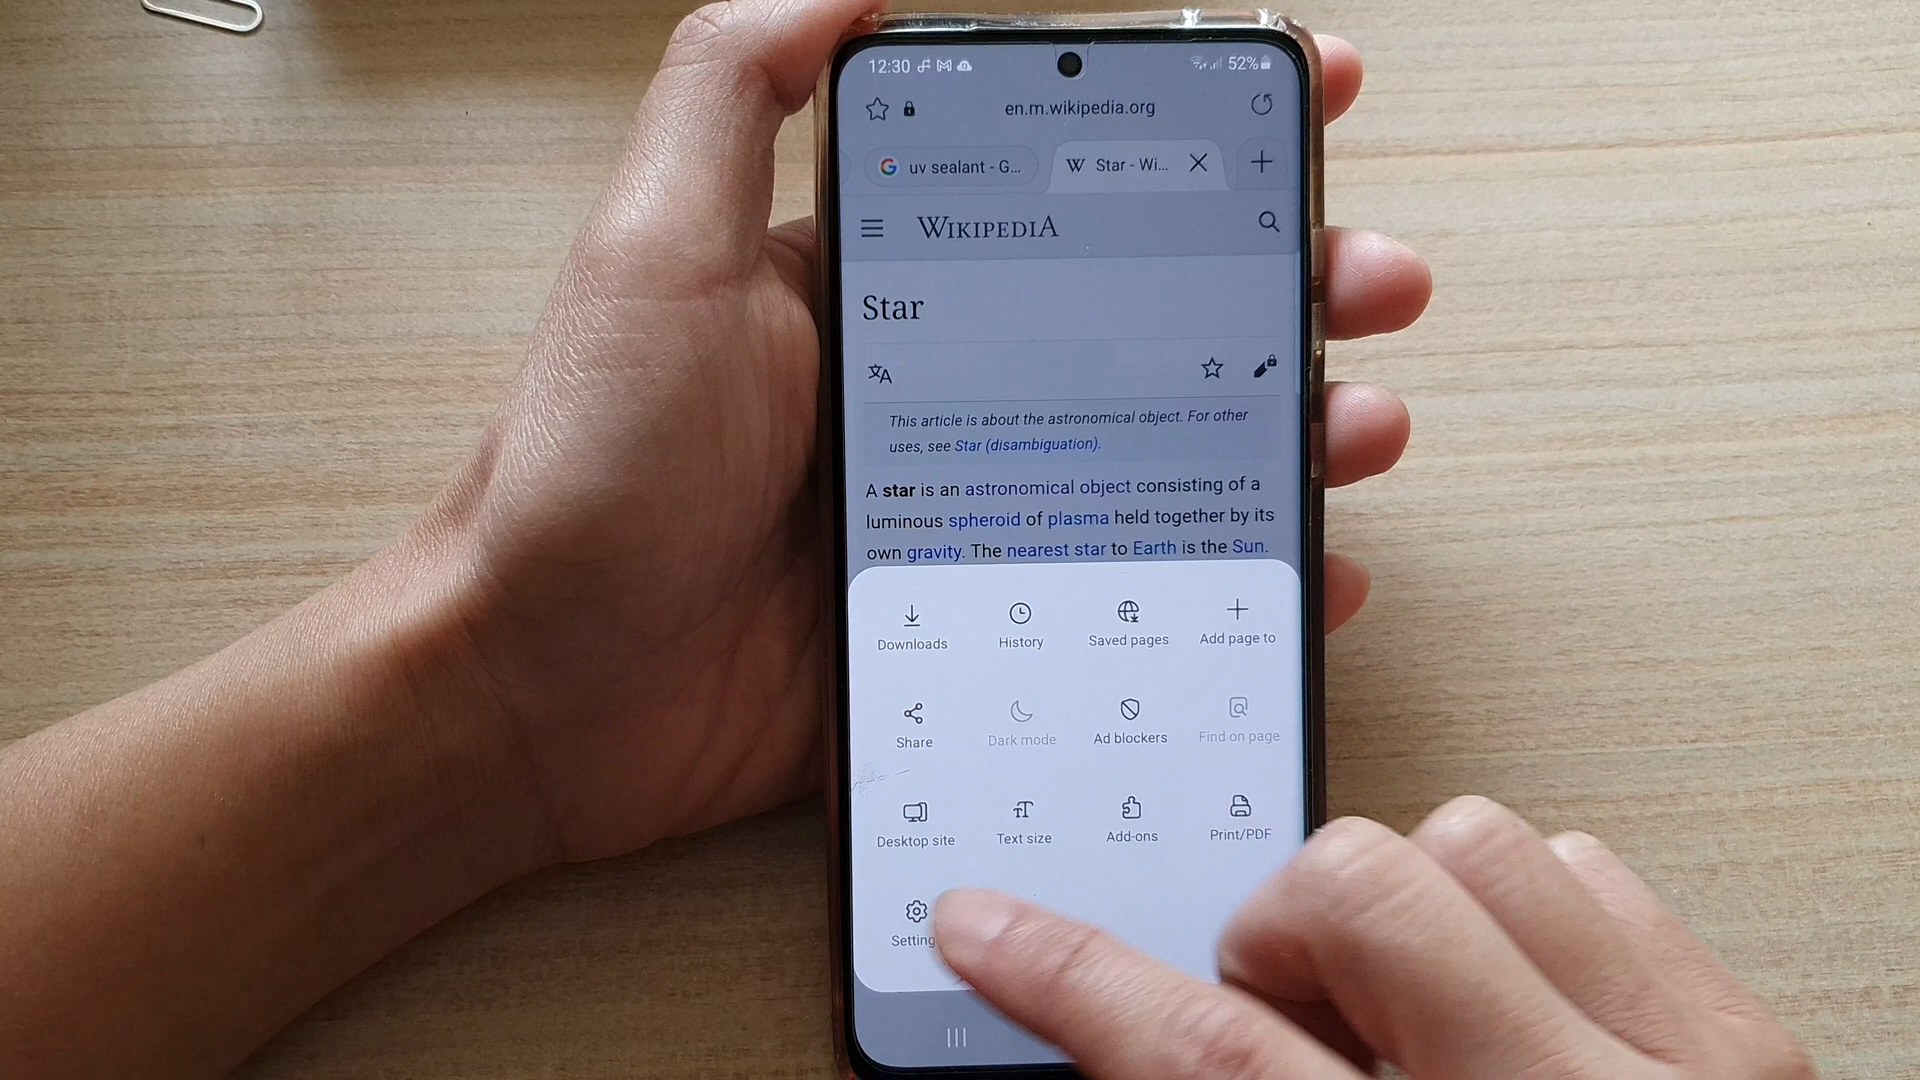 12:30 52%
en.m.wikipedia.org
uv sealant - G... Star - Wi...
WIKIPEDIA
Star
This article is about the astronomical object. For other
uses, see Star (disambiguation).
A star is an astronomical object consisting of a
luminous spheroid of plasma held together by its
own gravity. The nearest star to Earth is the Sun.
Downloads History Saved pages Add page to
Share Dark mode Ad blockers Find on page
Desktop site Text size Add-ons Print/PDF
Setting